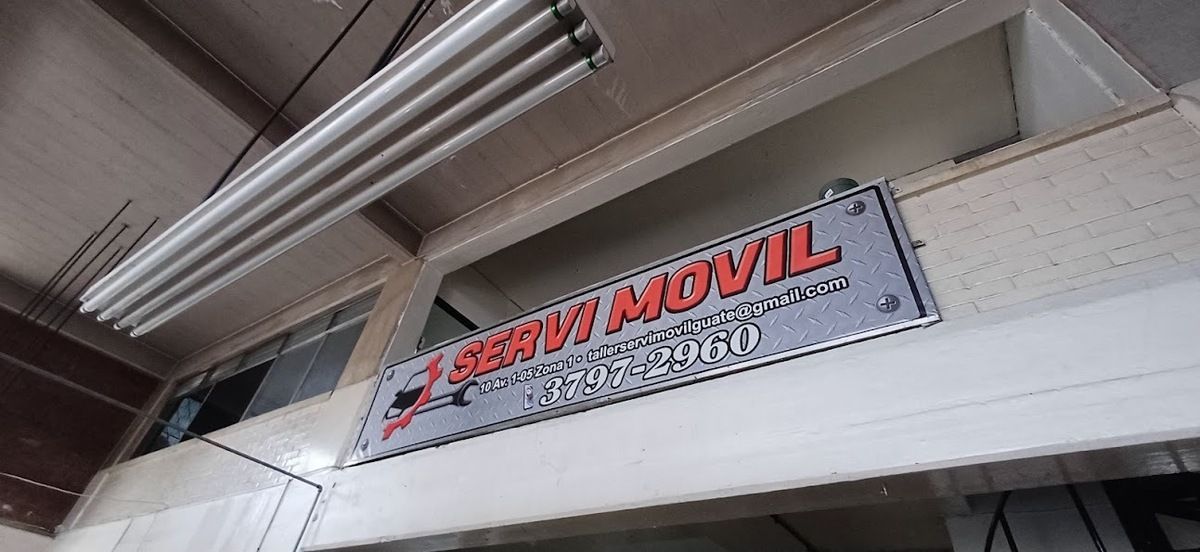 SERVI MOVIL
10 Av. 1-05 Zona 1 • tallerservimovilguate@gmail.com
3797-2960